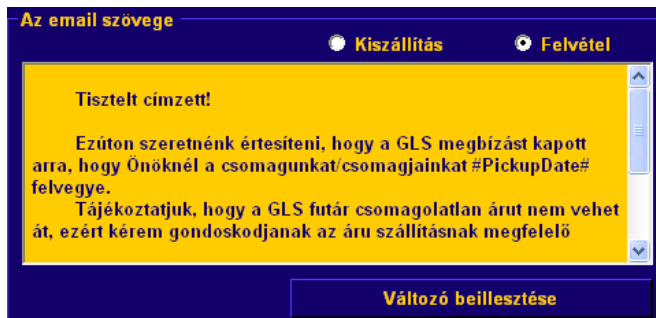 Az email szövege
Kiszállítás Felvétel
Tisztelt címzett!
Ezúton szeretnénk értesíteni, hogy a GLS megbízást kapott
arra, hogy Önöknél a csomagunkat/csomagjainkat #PickupDate#
felvegye.
Tájékoztatjuk, hogy a GLS futár csomagolatlan árut nem vehet
át, ezért kérem gondoskodjanak az áru szállításnak megfelelő
Változó beillesztése